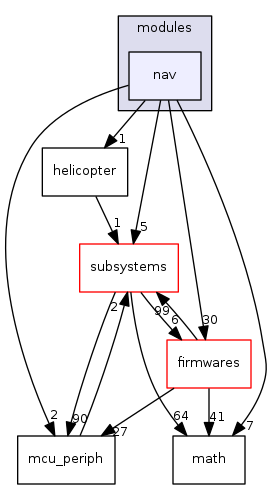 modules
nav
1
helicopter
1
5
subsystems
2
99
6
30
firmwares
2
90
27
64
41
7
mcu_periph
math